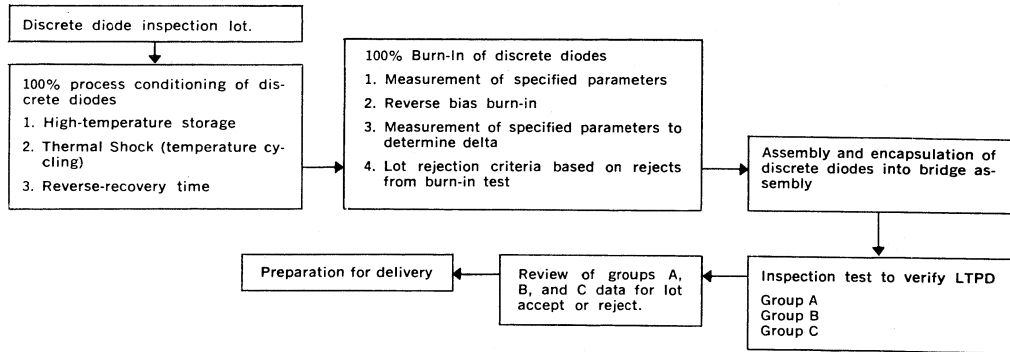 Discrete diode inspection lot.
100% process conditioning of dis-
crete diodes
1. High-temperature storage
2. Thermal Shock (temperature cy-
cling)
3. Reverse-recovery time
100% Burn-In of discrete diodes
1. Measurement of specified parameters
2. Reverse bias burn-in
3. Measurement of specified parameters to
determine delta
4. Lot rejection criteria based on rejects
from burn-in test
Assembly and encapsulation of
discrete diodes into bridge as-
sembly
Inspection test to verify LTPD
Group A
Group B
Group C
Review of groups A,
B, and C data for lot
accept or reject.
Preparation for delivery